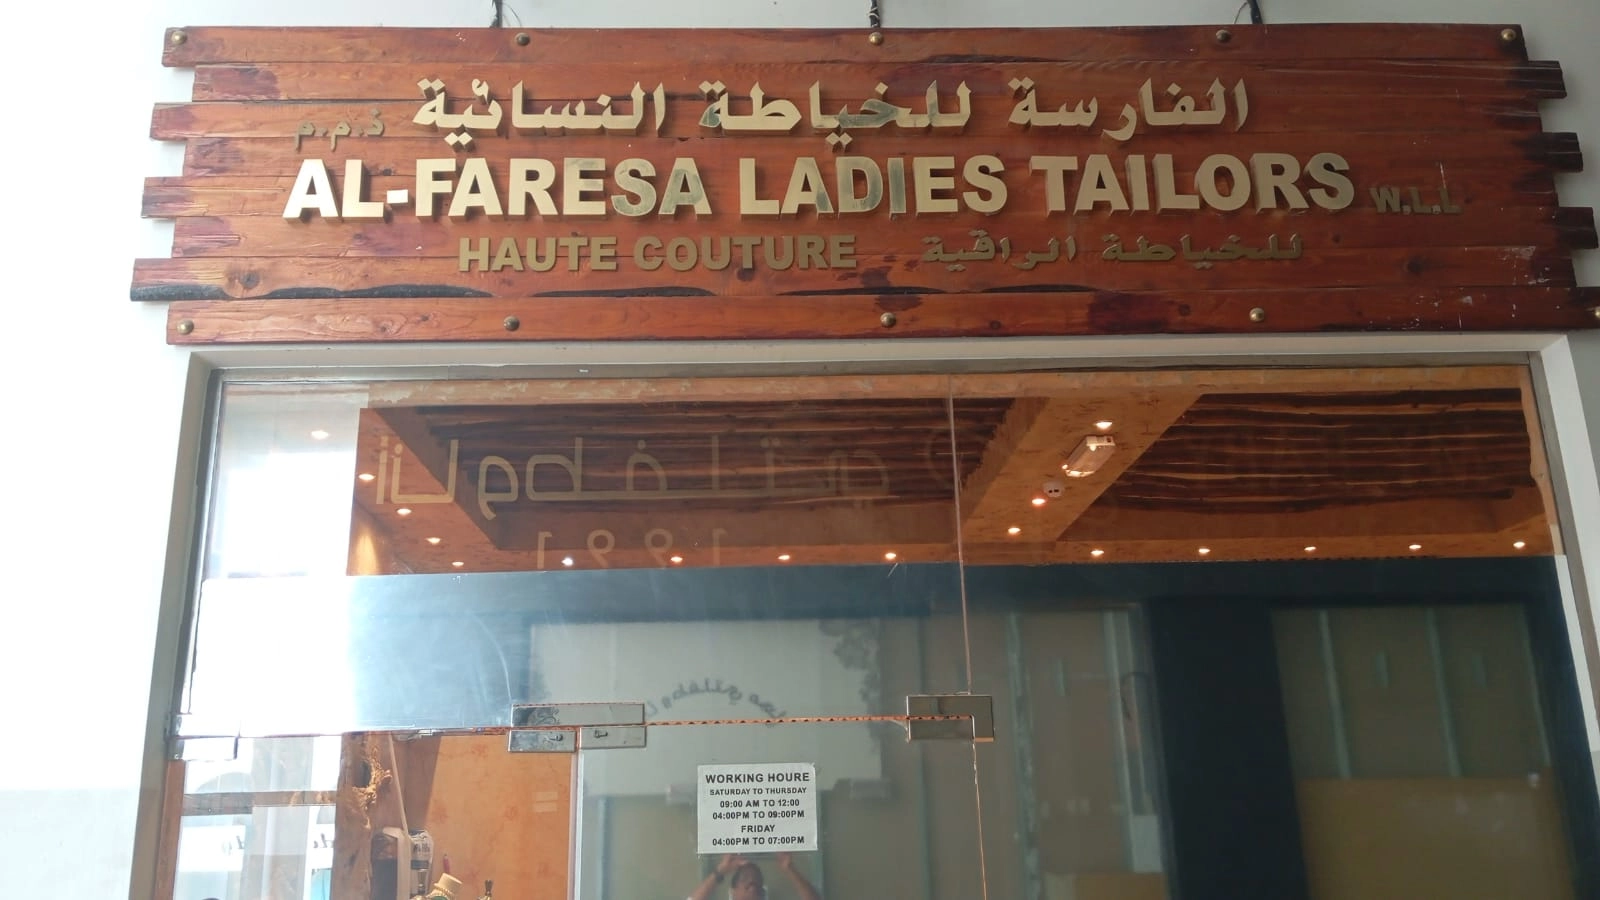 الفارسة للخياطة النسائية ذ.م.م
AL-FARESA LADIES TAILORS W.L.L
HAUTE COUTURE للخياطة الراقية
١٩٩١
WORKING HOURE
SATURDAY TO THURSDAY
09:00 AM TO 12:00
04:00PM TO 09:00PM
FRIDAY
04:00PM TO 07:00PM